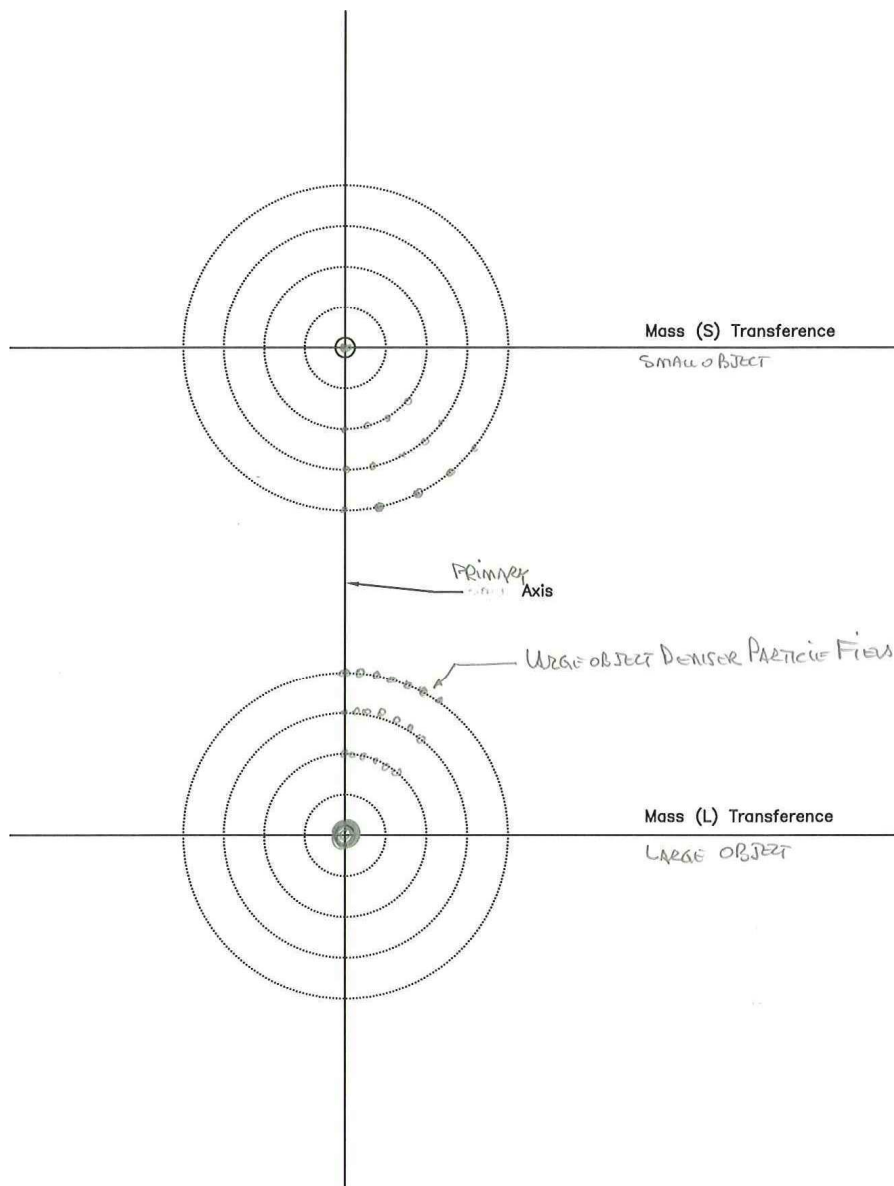 Mass (S) Transference
SMALL OBJECT
PRIMARY
Axis
LARGE OBJECT DENSER PARTICLE FIELD
Mass (L) Transference
LARGE OBJECT